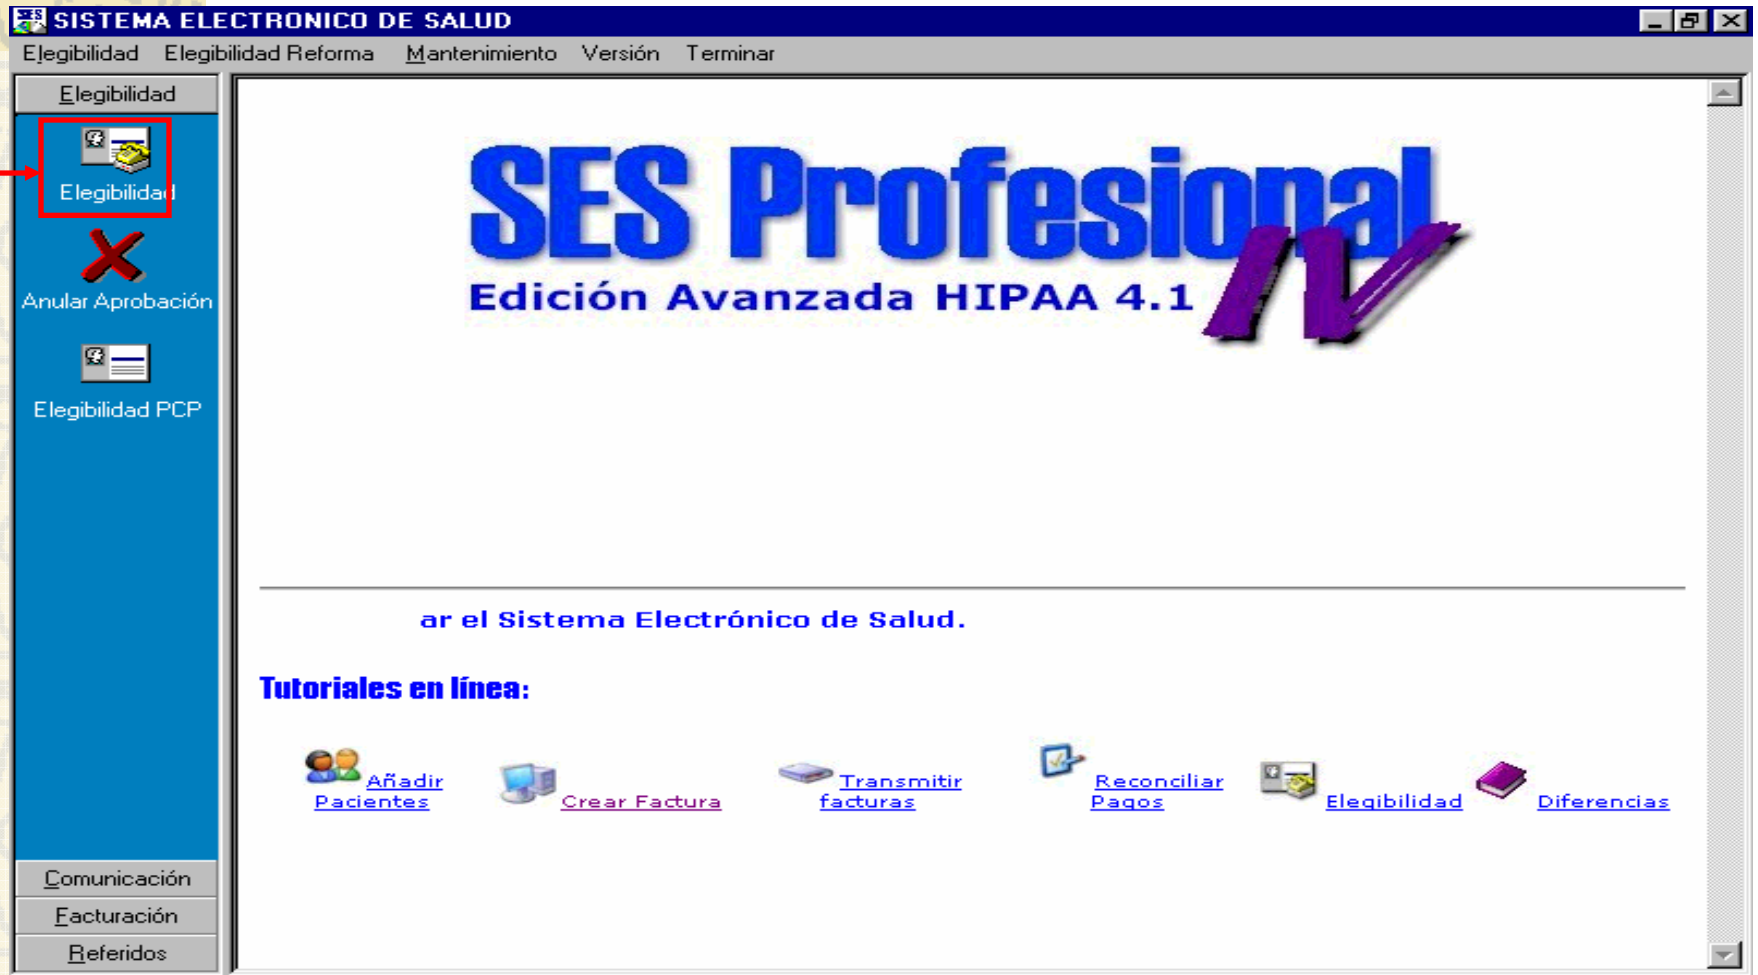 SES
SISTEMA ELECTRONICO DE SALUD
Elegibilidad Elegibilidad Reforma Mantenimiento Versión Terminar
Elegibilidad
Elegibilidad
Anular Aprobación
Elegibilidad PCP
SES Profesional IV
Edición Avanzada HIPAA 4.1
ar el Sistema Electrónico de Salud.
Tutoriales en línea:
Añadir Pacientes
Crear Factura
Transmitir facturas
Reconciliar Pagos
Elegibilidad
Diferencias
Comunicación
Facturación
Referidos